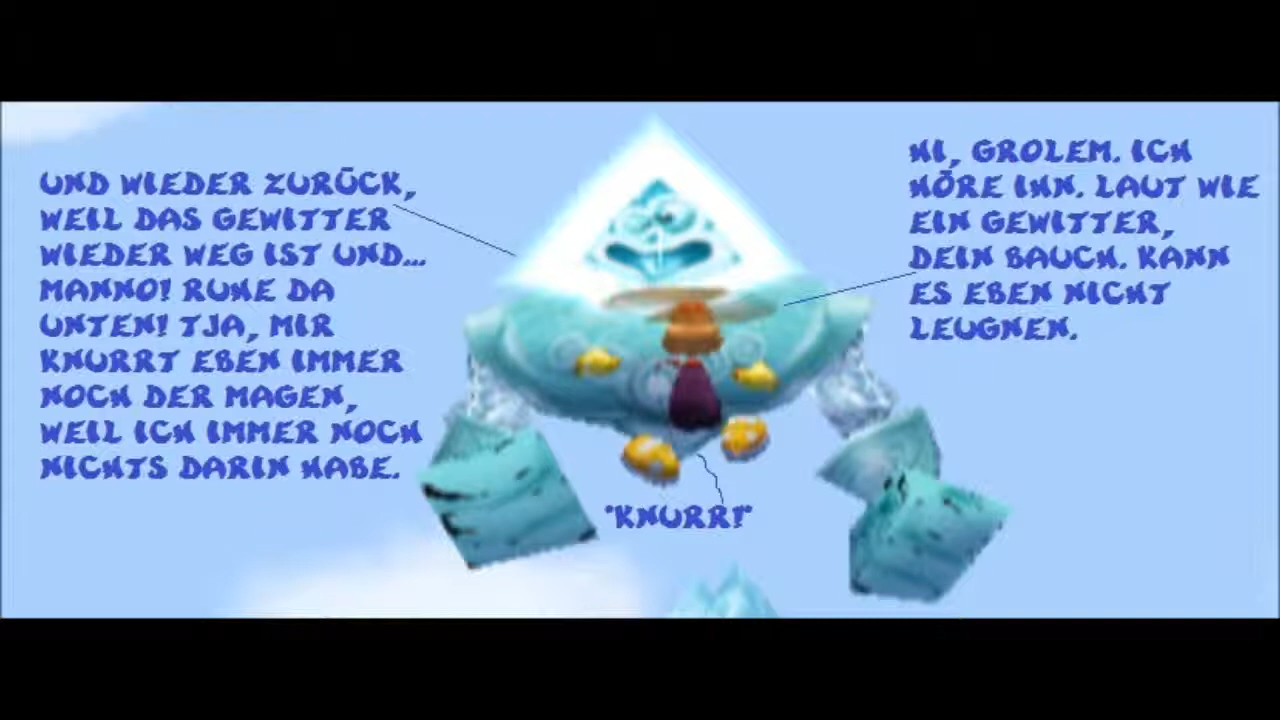 UND WIEDER ZURÜCK,
WEIL DAS GEWITTER
WIEDER WEG IST UND...
MANNO! RUHE DA
UNTEN! TJA, MIR
KNURRT EBEN IMMER
NOCH DER MAGEN,
WEIL ICH IMMER NOCH
NICHTS DARIN HABE.
HI, GROLEM. ICH
HÖRE IHN. LAUT WIE
EIN GEWITTER,
DEIN BAUCH. KANN
ES EBEN NICHT
LEUGNEN.
*KNURR!*